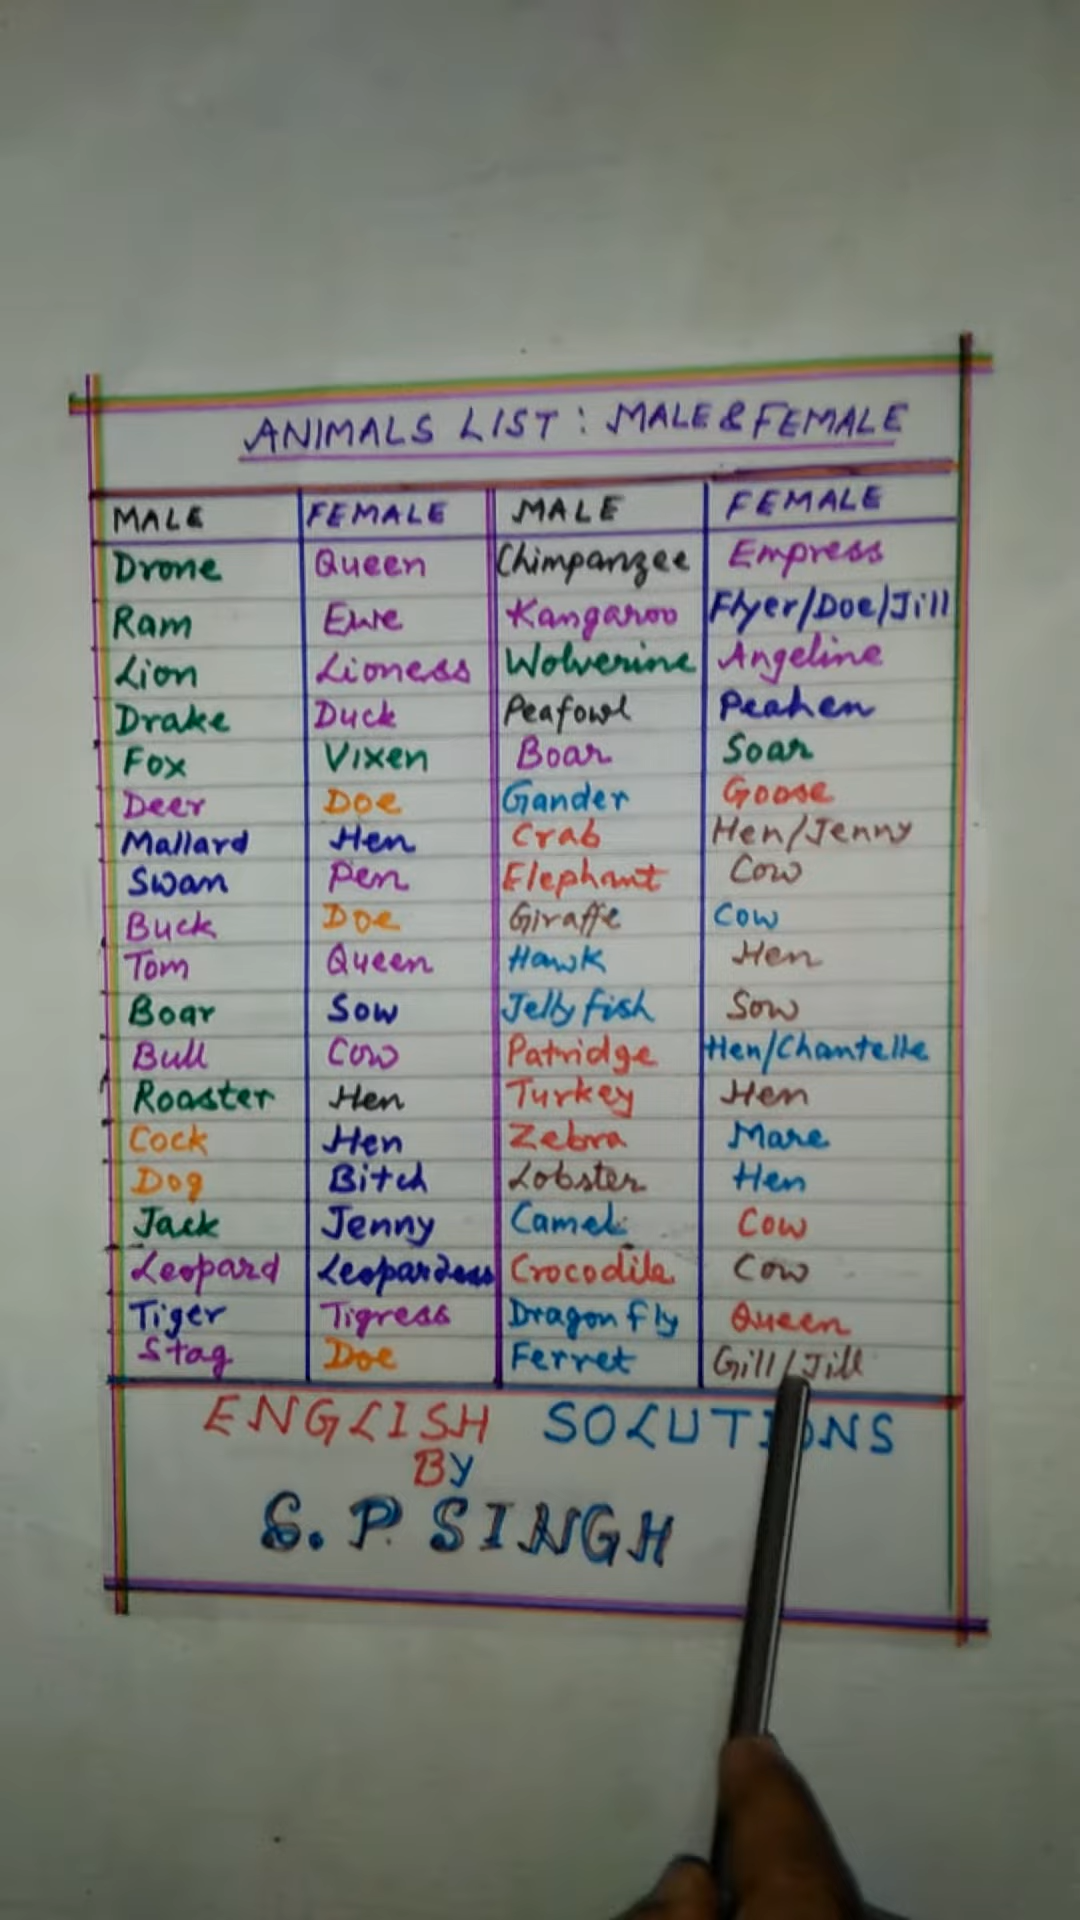 ANIMALS LIST: MALE & FEMALE
MALE FEMALE MALE FEMALE
Drone Queen Chimpanzee Empress
Ram Ewe Kangaroo Flyer/Doe/Jill
Lion Lioness Wolverine Angeline
Drake Duck Peafowl Peahen
Fox Vixen Boar Soar
Deer Doe Gander Goose
Mallard Hen Crab Hen/Jenny
Swan Pen Elephant Cow
Buck Doe Giraffe Cow
Tom Queen Hawk Hen
Boar Sow Jelly fish Sow
Bull Cow Patridge Hen/Chantelle
Roaster Hen Turkey Hen
Cock Hen Zebra Mare
Dog Bitch Lobster Hen
Jack Jenny Camel Cow
Leopard Leopardess Crocodile Cow
Tiger Tigress Dragon fly Queen
Stag Doe Ferret Gill/Jill
ENGLISH SOLUTIONS
By
S. P. SINGH